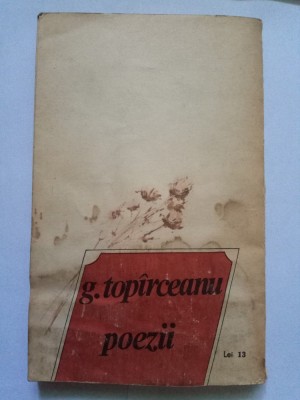 g. topîrceanu
poezii
Lei 13